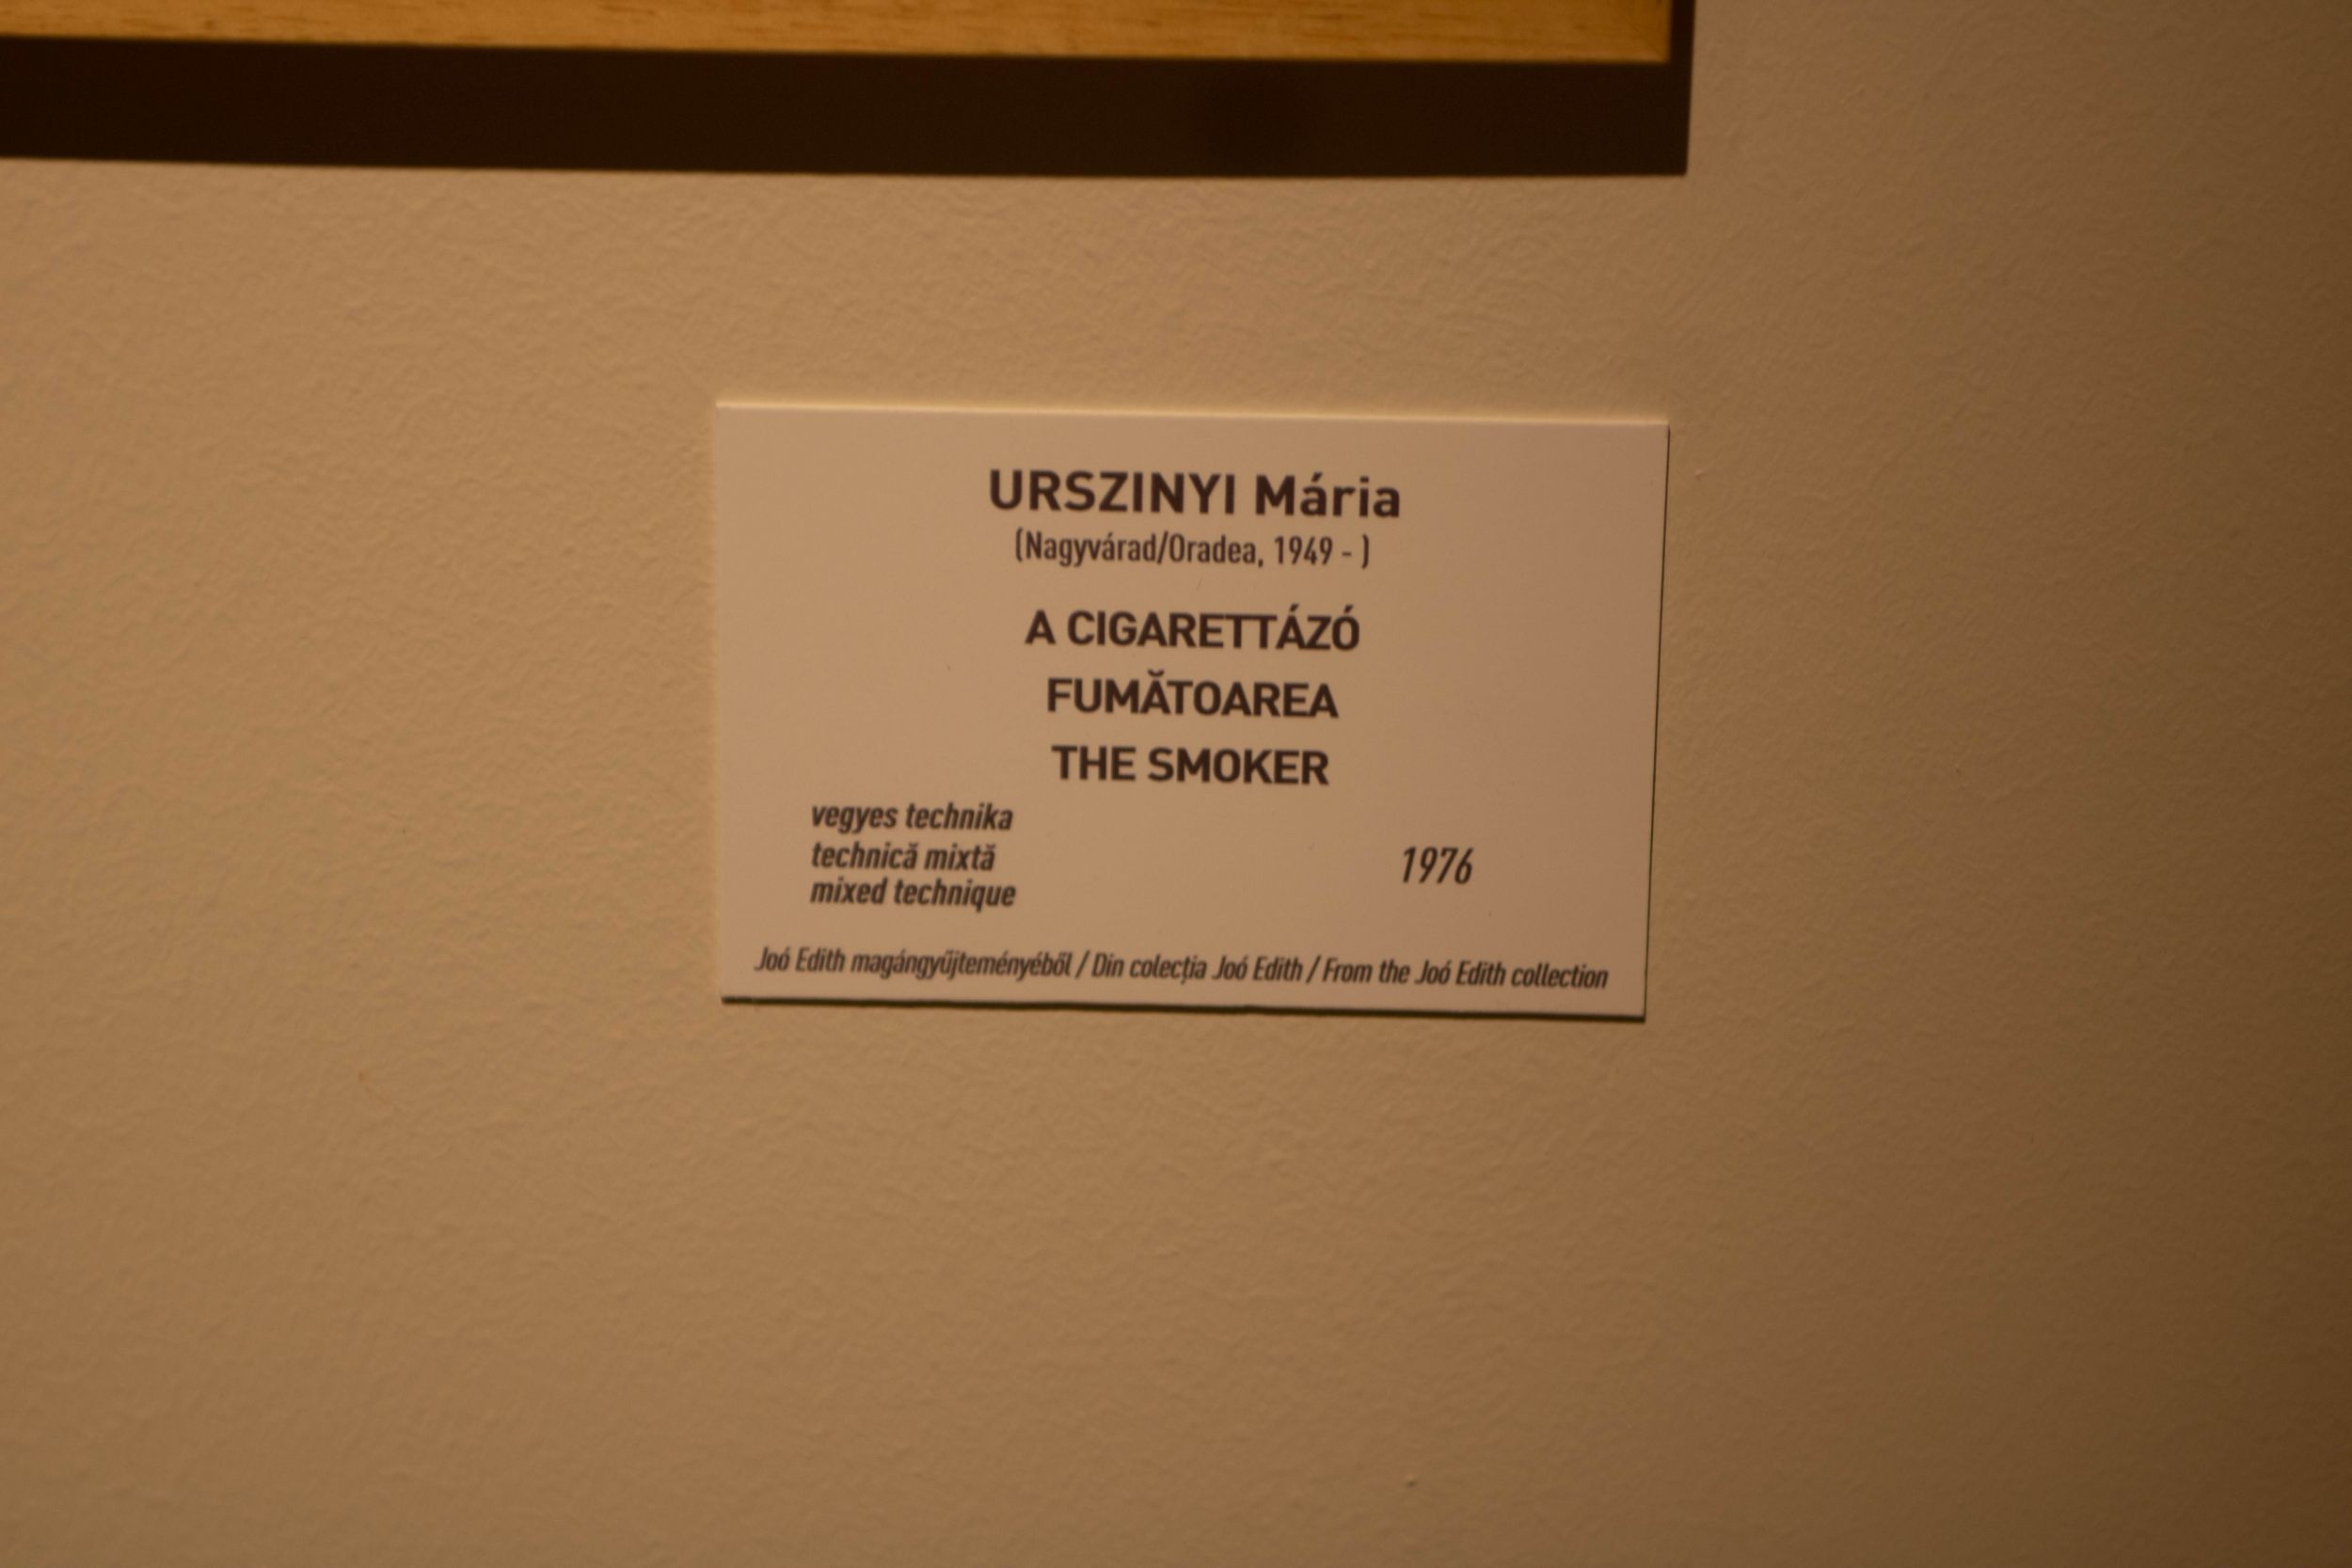 URSZINYI Mária
(Nagyvárad/Oradea, 1949 - )
A CIGARETTÁZÓ
FUMĂTOAREA
THE SMOKER
vegyes technika
technică mixtă
mixed technique
1976
Joó Edith magángyűjteményéből / Din colecția Joó Edith / From the Joó Edith collection